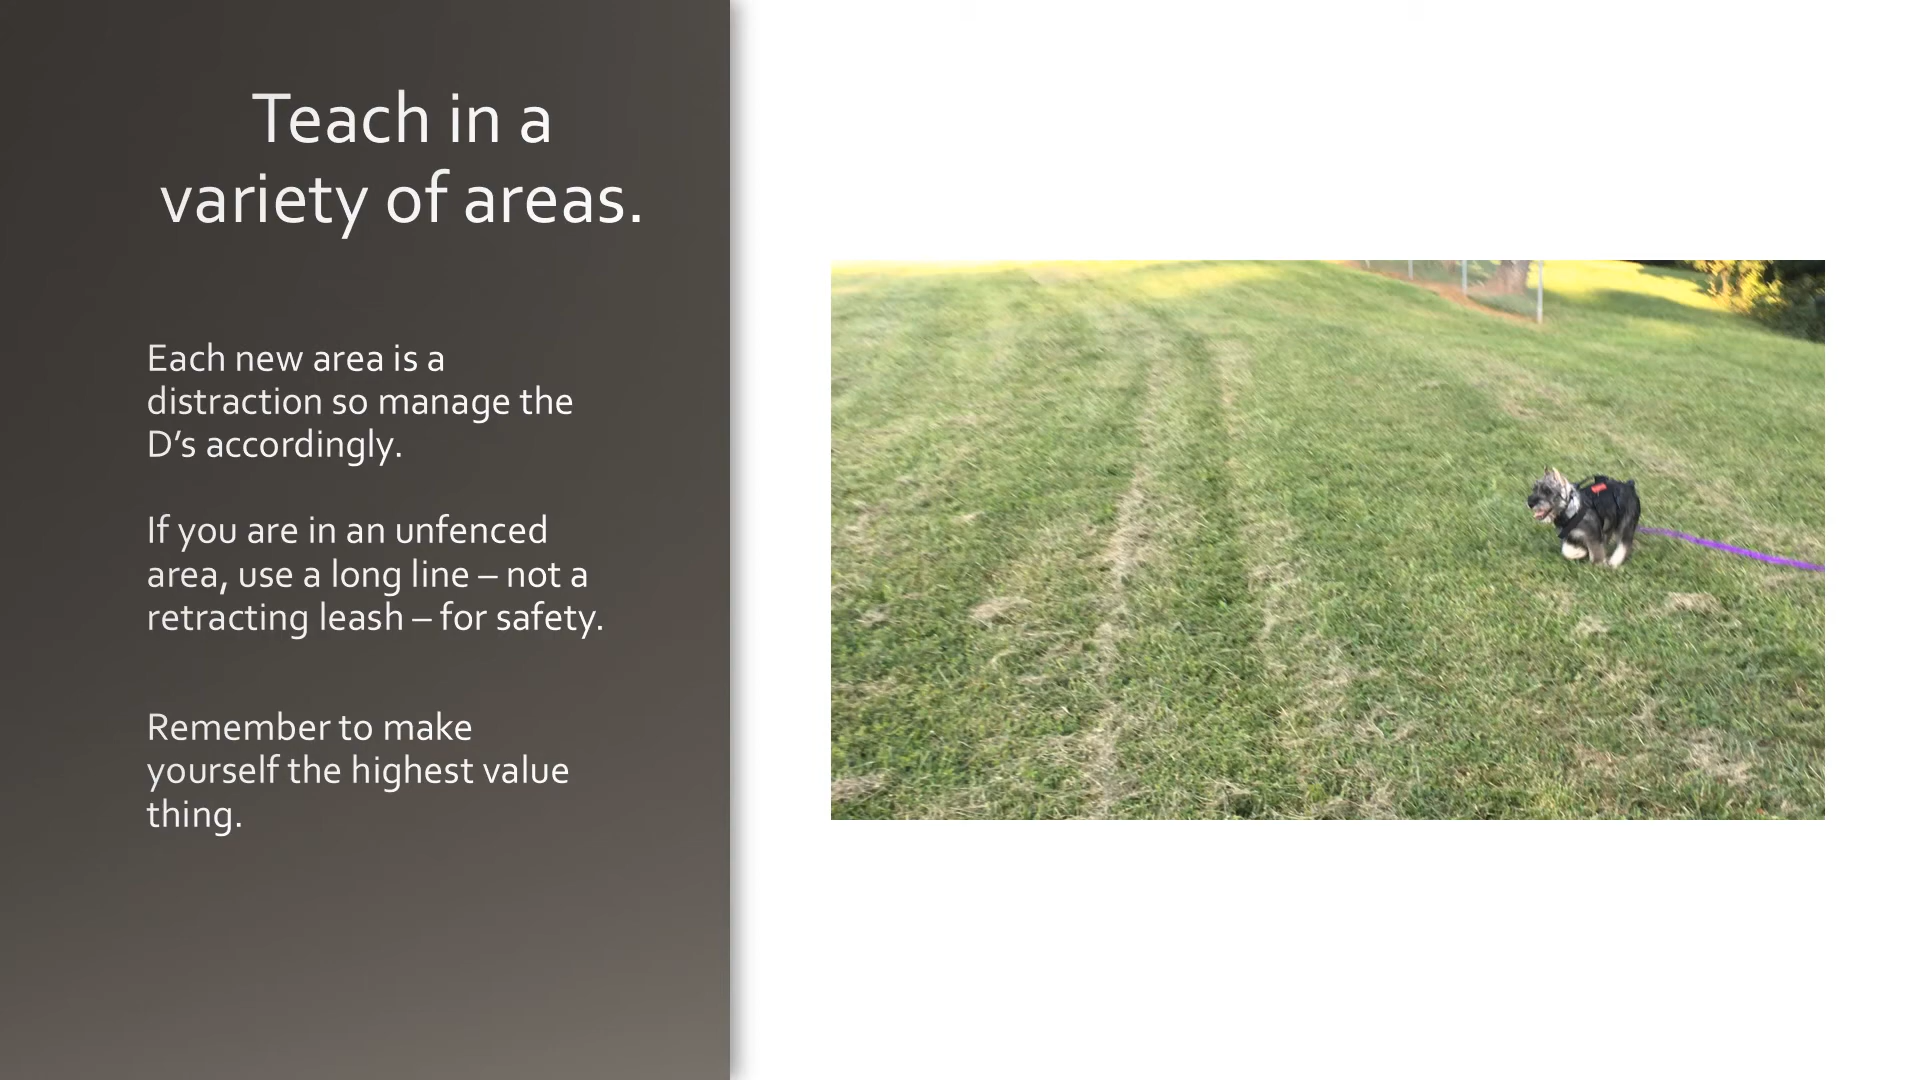 Teach in a
variety of areas.
Each new area is a
distraction so manage the
D’s accordingly.
If you are in an unfenced
area, use a long line – not a
retracting leash – for safety.
Remember to make
yourself the highest value
thing.